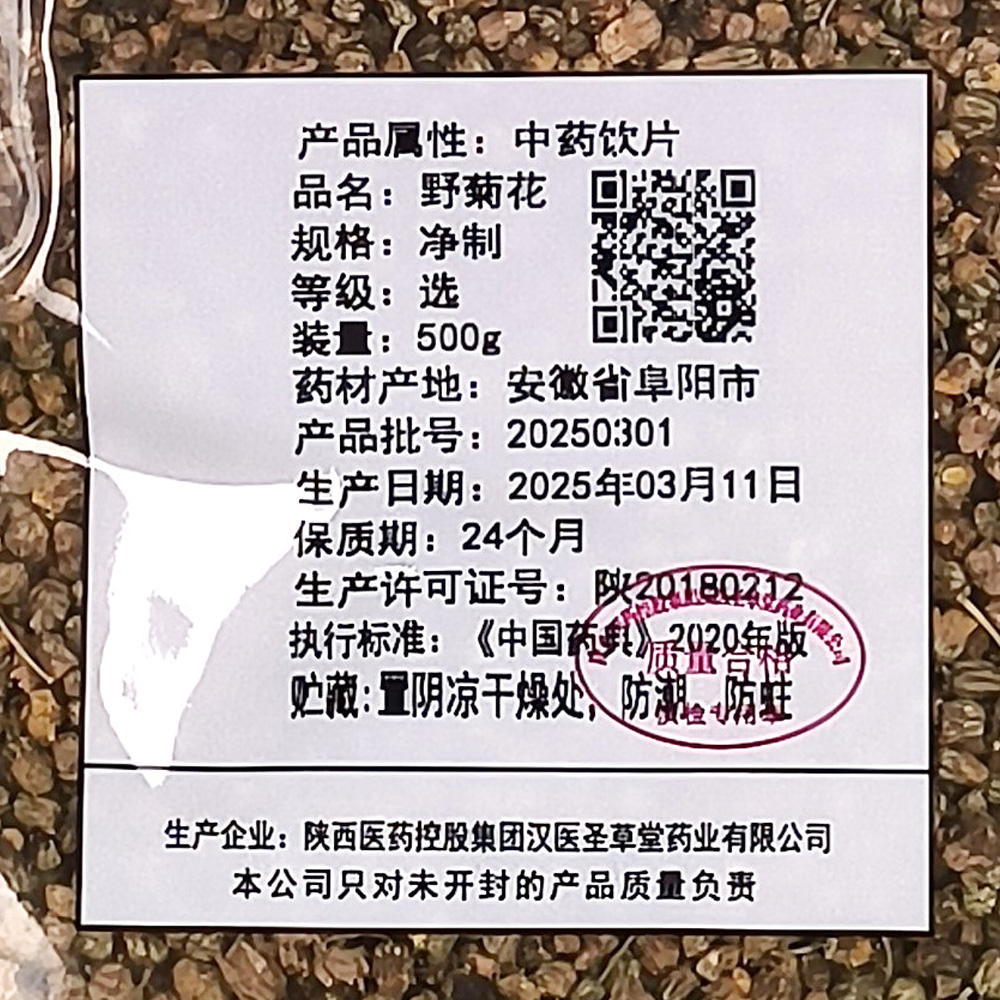 产品属性：中药饮片
品名：野菊花
规格：净制
等级：选
装量：500g
药材产地：安徽省阜阳市
产品批号：20250301
生产日期：2025年03月11日
保质期：24个月
生产许可证号：陕20180212
执行标准：《中国药典》2020年版
贮藏：置阴凉干燥处，防潮、防蛀
质量合格
质检专用章
生产企业：陕西医药控股集团汉医圣草堂药业有限公司
本公司只对未开封的产品质量负责